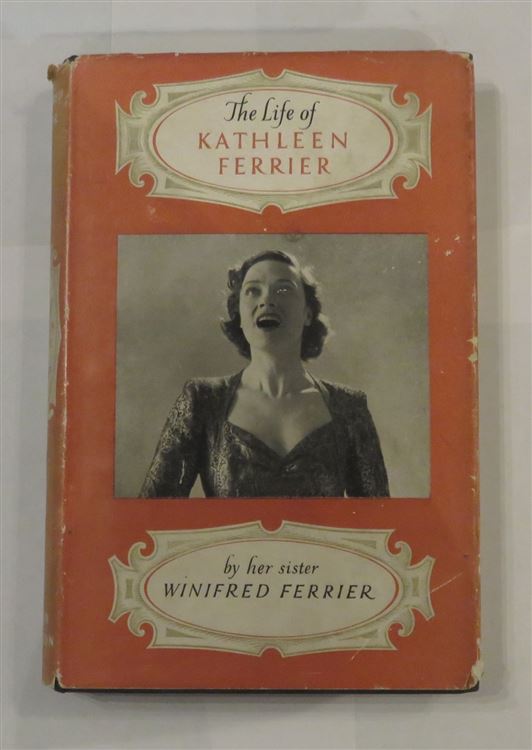 The Life of
KATHLEEN
FERRIER
by her sister
WINIFRED FERRIER